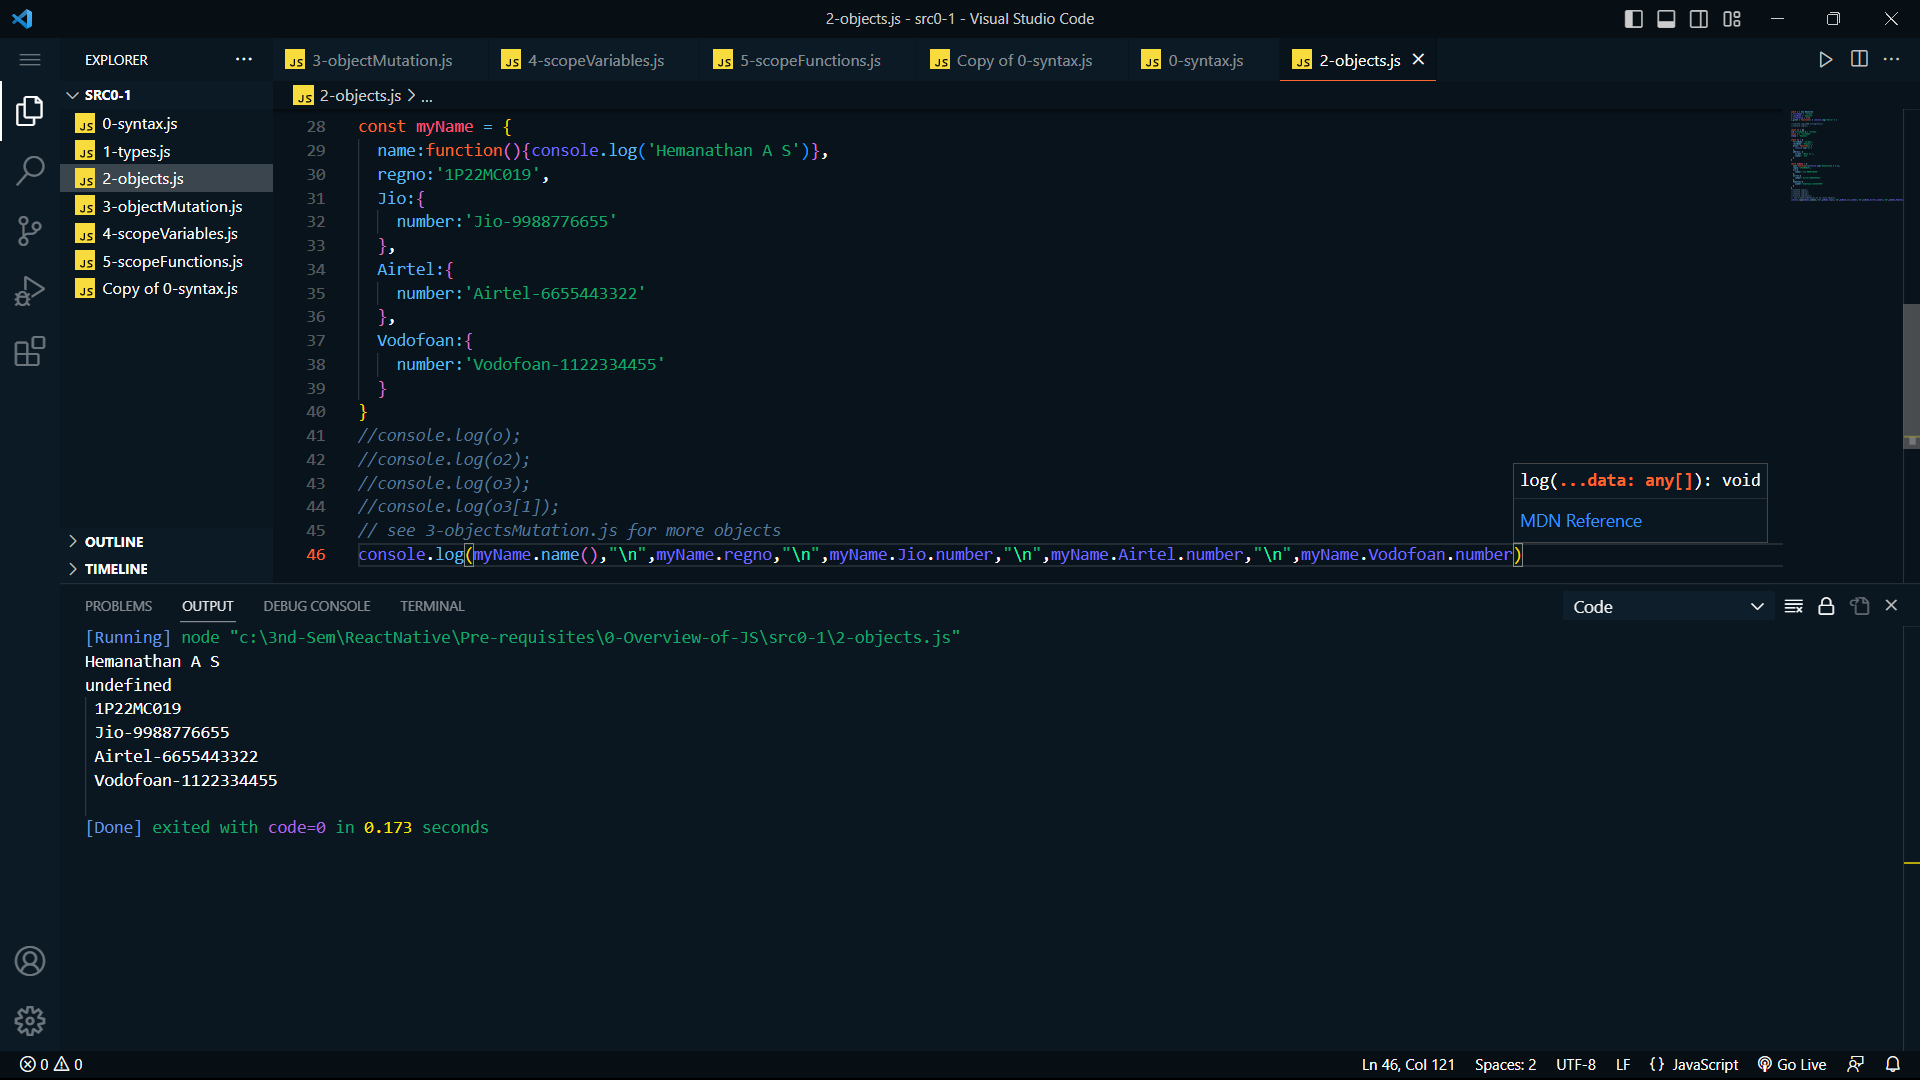 2-objects.js - src0-1 - Visual Studio Code
EXPLORER
3-objectMutation.js
4-scopeVariables.js
5-scopeFunctions.js
Copy of 0-syntax.js
0-syntax.js
2-objects.js
SRC0-1
0-syntax.js
1-types.js
2-objects.js
3-objectMutation.js
4-scopeVariables.js
5-scopeFunctions.js
Copy of 0-syntax.js
OUTLINE
TIMELINE
2-objects.js > ...
28 const myName = {
29 name:function(){console.log('Hemanathan A S')},
30 regno:'1P22MC019',
31 Jio:{
32 number:'Jio-9988776655'
33 },
34 Airtel:{
35 number:'Airtel-6655443322'
36 },
37 Vodofoan:{
38 number:'Vodofoan-1122334455'
39 }
40 }
41 //console.log(o);
42 //console.log(o2);
43 //console.log(o3);
44 //console.log(o3[1]);
45 // see 3-objectsMutation.js for more objects
46 console.log(myName.name(),"\n",myName.regno,"\n",myName.Jio.number,"\n",myName.Airtel.number,"\n",myName.Vodofoan.number)
log(...data: any[]): void
MDN Reference
PROBLEMS OUTPUT DEBUG CONSOLE TERMINAL
Code
[Running] node "c:\3nd-Sem\ReactNative\Pre-requisites\0-Overview-of-JS\src0-1\2-objects.js"
Hemanathan A S
undefined
1P22MC019
Jio-9988776655
Airtel-6655443322
Vodofoan-1122334455
[Done] exited with code=0 in 0.173 seconds
0 0
Ln 46, Col 121
Spaces: 2
UTF-8
LF
{} JavaScript
Go Live